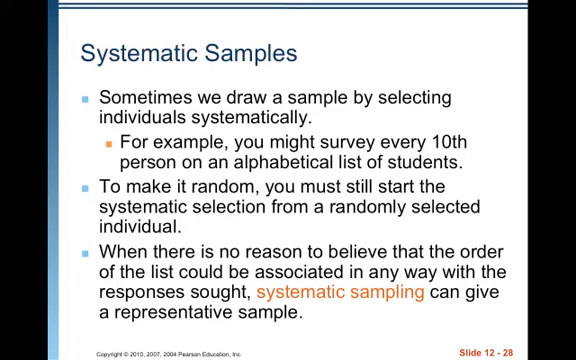 Systematic Samples
Sometimes we draw a sample by selecting
individuals systematically.
For example, you might survey every 10th
person on an alphabetical list of students.
To make it random, you must still start the
systematic selection from a randomly selected
individual.
When there is no reason to believe that the order
of the list could be associated in any way with the
responses sought, systematic sampling can give
a representative sample.
Copyright © 2010, 2007, 2004 Pearson Education, Inc.
Slide 12 - 28